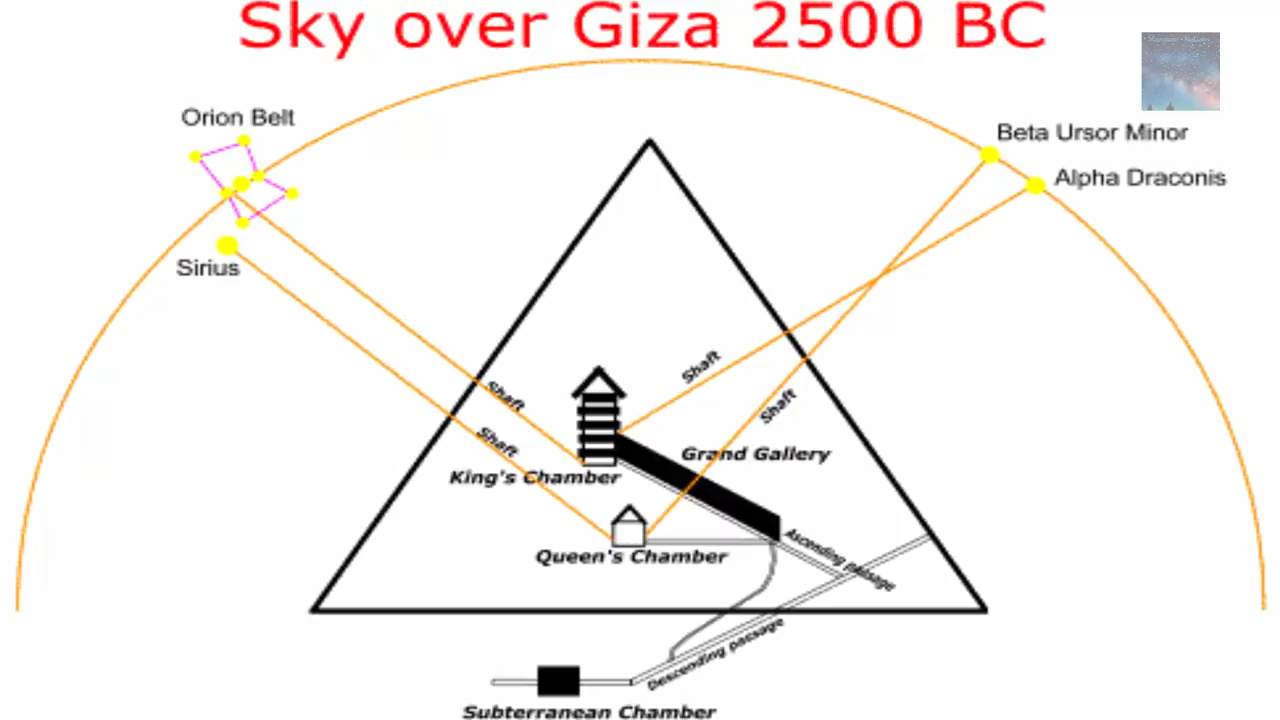 Sky over Giza 2500 BC
Orion Belt
Beta Ursor Minor
Alpha Draconis
Sirius
Shaft
Shaft
Shaft
Shaft
Grand Gallery
King's Chamber
Queen's Chamber
Ascending passage
Descending passage
Subterranean Chamber